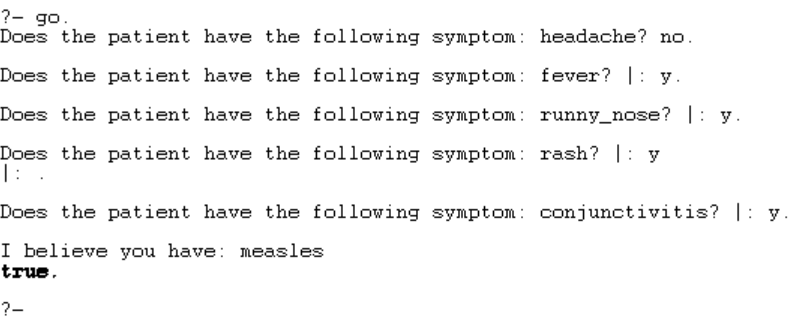 ?- go.
Does the patient have the following symptom: headache? no.
Does the patient have the following symptom: fever? |: y.
Does the patient have the following symptom: runny_nose? |: y.
Does the patient have the following symptom: rash? |: y
|: .
Does the patient have the following symptom: conjunctivitis? |: y.
I believe you have: measles
true.
?-